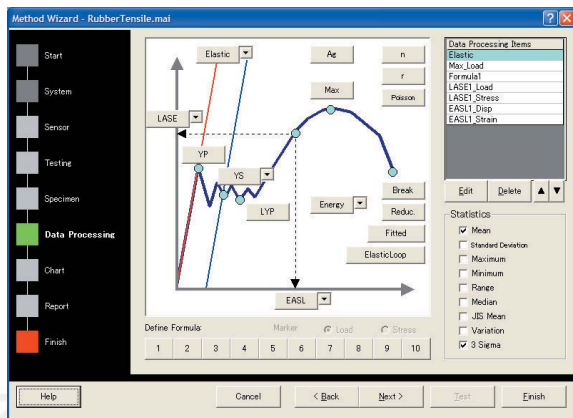 Method Wizard - RubberTensile.mai
Start
System
Sensor
Testing
Specimen
Data Processing
Chart
Report
Finish
Elastic
Ag
n
r
Poisson
Max
LASE
YP
YS
LYP
Energy
Break
Reduc.
Fitted
ElasticLoop
EASL
Define Formula:
Marker
Load
Stress
1 2 3 4 5 6 7 8 9 10
Data Processing Items
Elastic
Max_Load
Formula1
LASE1_Load
LASE1_Stress
EASL1_Disp
EASL1_Strain
Edit Delete
Statistics
Mean
Standard Deviation
Maximum
Minimum
Range
Median
JIS Mean
Variation
3 Sigma
Help Cancel < Back Next > Test Finish